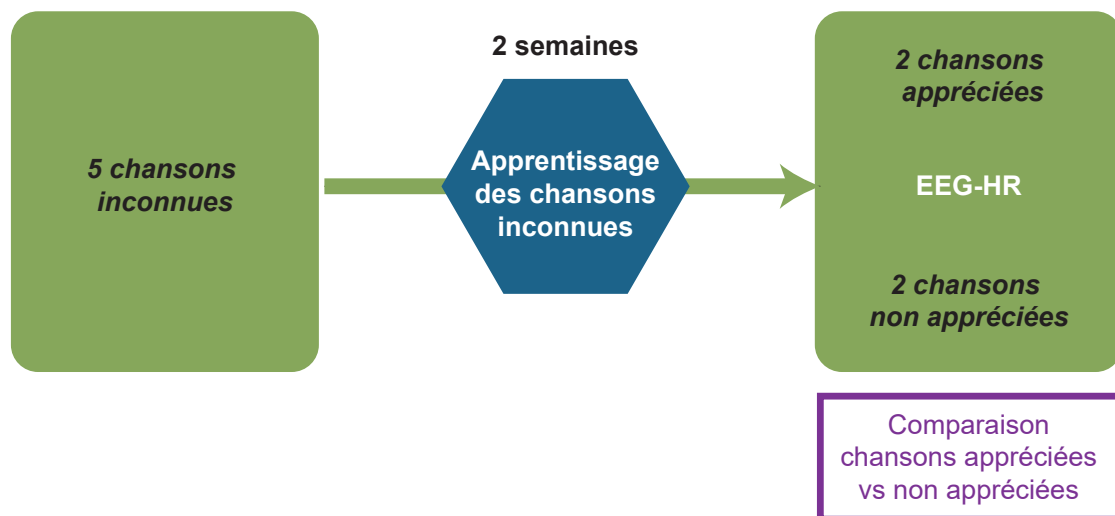 5 chansons
inconnues
2 semaines
Apprentissage
des chansons
inconnues
2 chansons
appréciées
EEG-HR
2 chansons
non appréciées
Comparaison
chansons appréciées
vs non appréciées